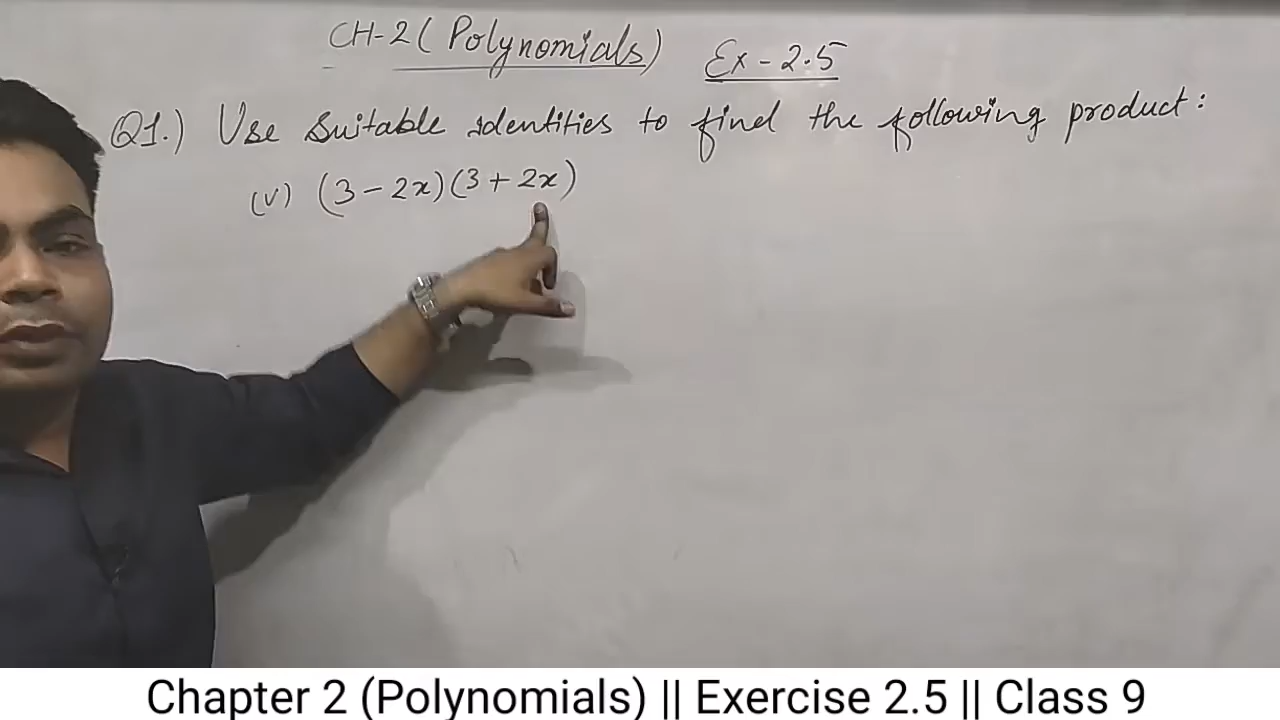 CH-2 (Polynomials) Ex-2.5
Q1.) Use Suitable identities to find the following product:
(v) (3-2x)(3+2x)
Chapter 2 (Polynomials) || Exercise 2.5 || Class 9